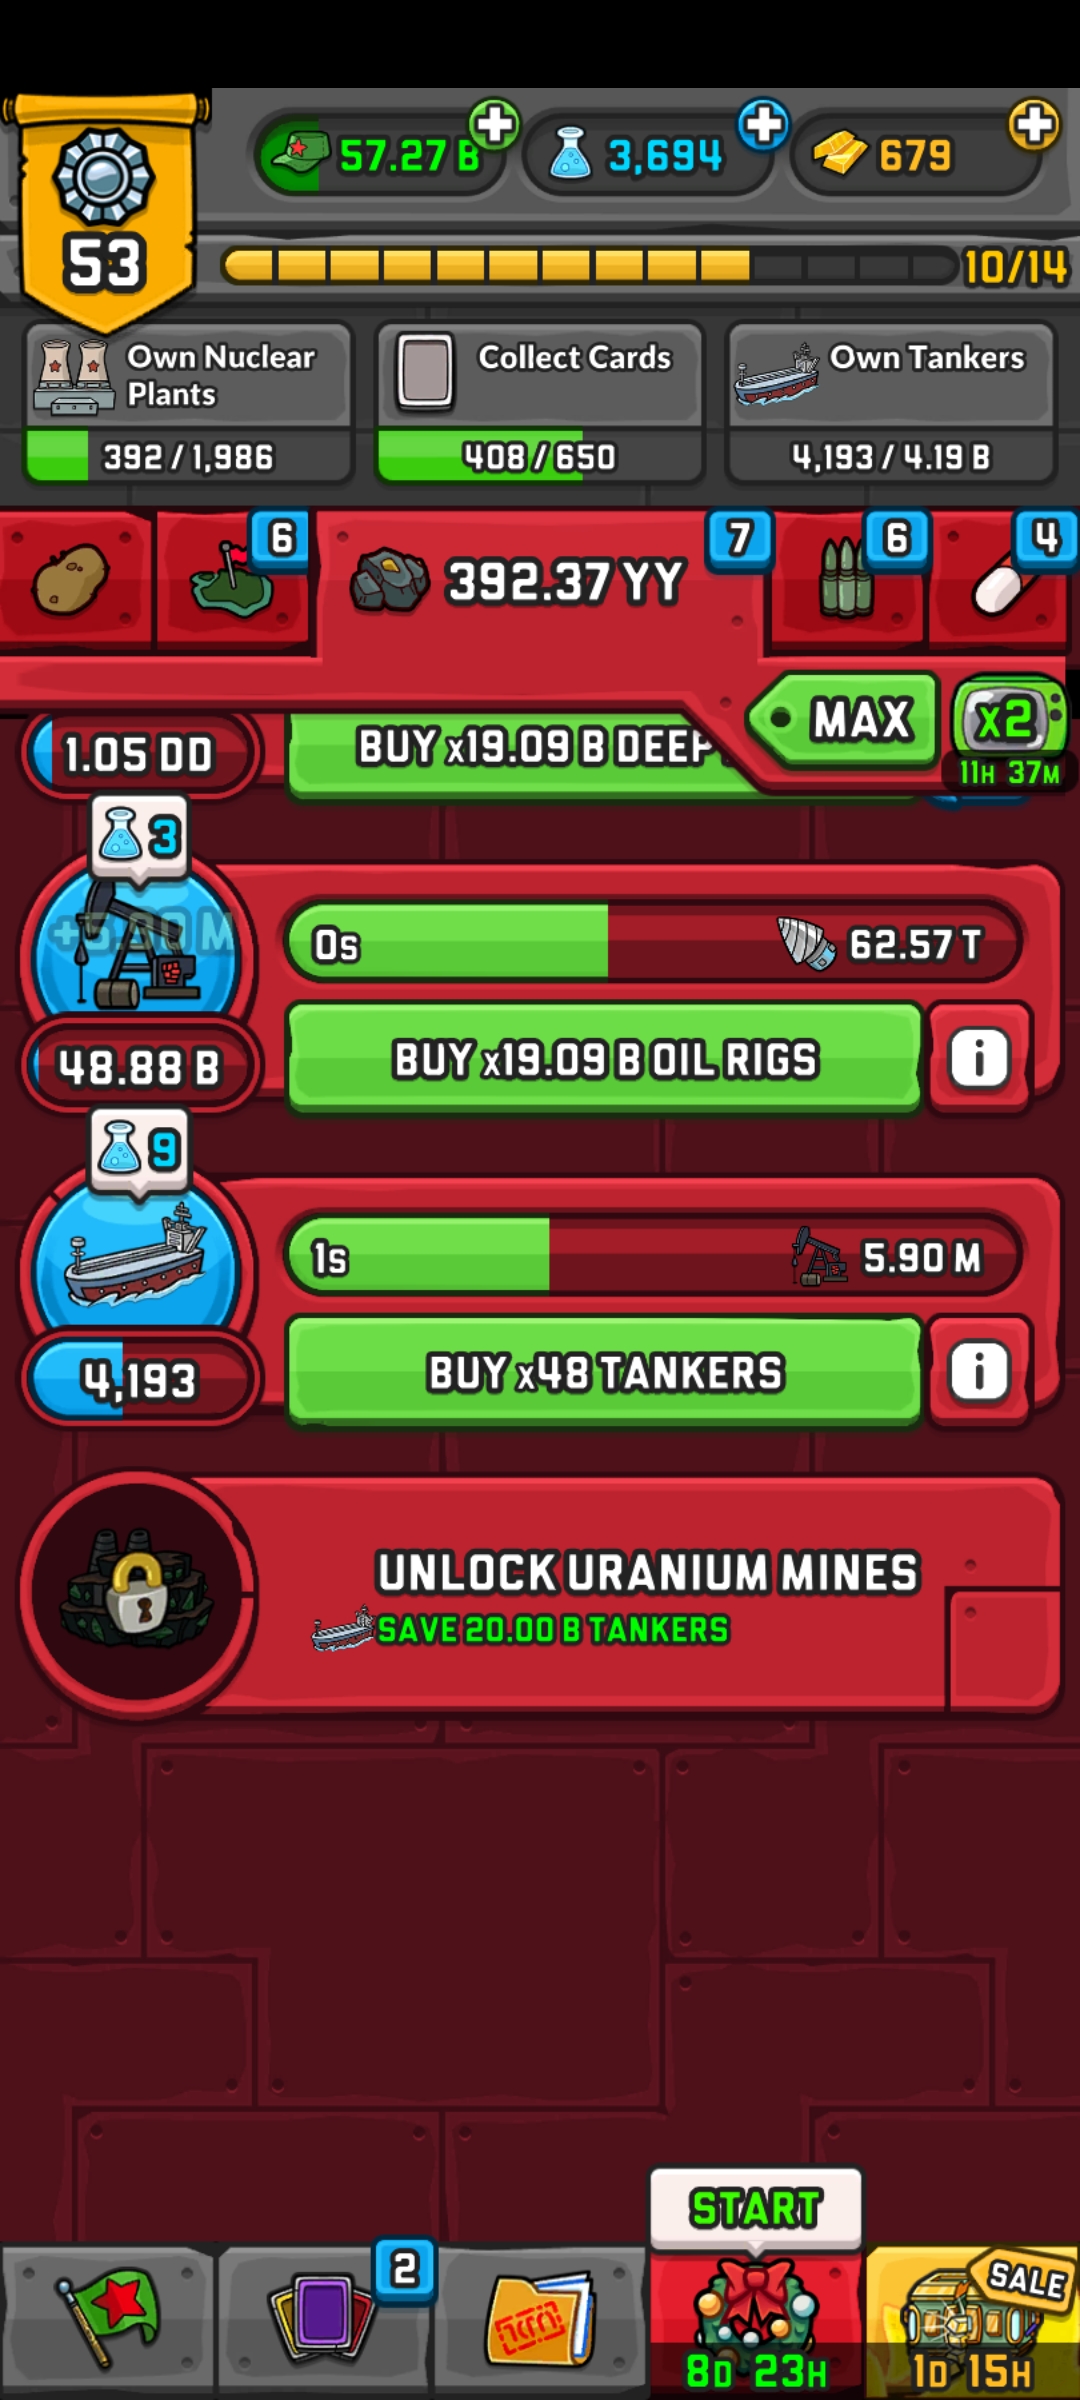 57.27 B
3,694
679
53
10/14
Own Nuclear
Plants
392 / 1,986
Collect Cards
408 / 650
Own Tankers
4,193 / 4.19 B
6
392.37 YY
7
6
4
MAX
x2
11H 37M
1.05 DD
BUY x19.09 B DEEP
3
+5.90 M
0s
62.57 T
48.88 B
BUY x19.09 B OIL RIGS
i
9
1s
5.90 M
4,193
BUY x48 TANKERS
i
UNLOCK URANIUM MINES
SAVE 20.00 B TANKERS
START
2
SALE
8D 23H
1D 15H